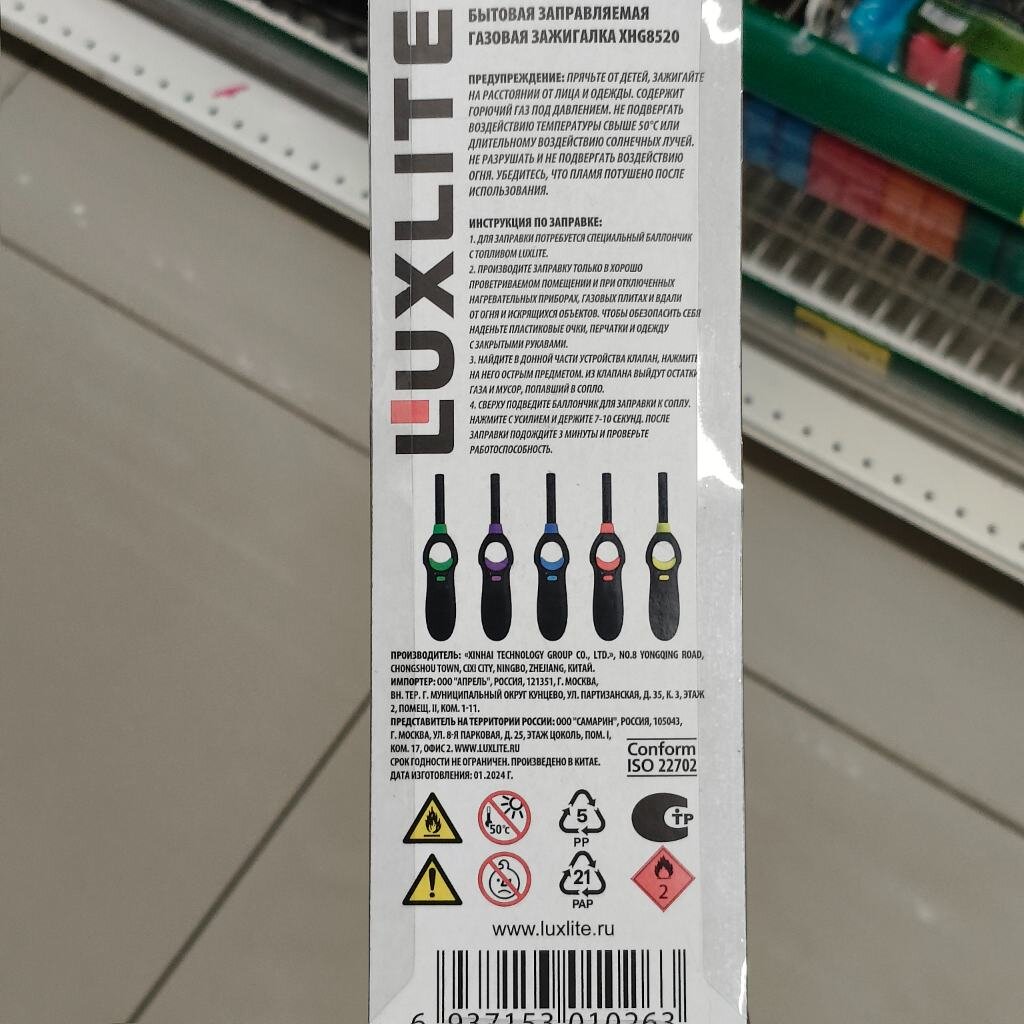 LUXLITE
БЫТОВАЯ ЗАПРАВЛЯЕМАЯ
ГАЗОВАЯ ЗАЖИГАЛКА XHG8520
ПРЕДУПРЕЖДЕНИЕ: ПРЯЧЬТЕ ОТ ДЕТЕЙ, ЗАЖИГАЙТЕ
НА РАССТОЯНИИ ОТ ЛИЦА И ОДЕЖДЫ. СОДЕРЖИТ
ГОРЮЧИЙ ГАЗ ПОД ДАВЛЕНИЕМ. НЕ ПОДВЕРГАТЬ
ВОЗДЕЙСТВИЮ ТЕМПЕРАТУРЫ СВЫШЕ 50°С ИЛИ
ДЛИТЕЛЬНОМУ ВОЗДЕЙСТВИЮ СОЛНЕЧНЫХ ЛУЧЕЙ.
НЕ РАЗРУШАТЬ И НЕ ПОДВЕРГАТЬ ВОЗДЕЙСТВИЮ
ОГНЯ. УБЕДИТЕСЬ, ЧТО ПЛАМЯ ПОТУШЕНО ПОСЛЕ
ИСПОЛЬЗОВАНИЯ.
ИНСТРУКЦИЯ ПО ЗАПРАВКЕ:
1. ДЛЯ ЗАПРАВКИ ПОТРЕБУЕТСЯ СПЕЦИАЛЬНЫЙ БАЛЛОНЧИК
С ТОПЛИВОМ LUXLITE.
2. ПРОИЗВОДИТЕ ЗАПРАВКУ ТОЛЬКО В ХОРОШО
ПРОВЕТРИВАЕМОМ ПОМЕЩЕНИИ И ПРИ ОТКЛЮЧЕННЫХ
НАГРЕВАТЕЛЬНЫХ ПРИБОРАХ, ГАЗОВЫХ ПЛИТАХ И ВДАЛИ
ОТ ОГНЯ И ИСКРЯЩИХСЯ ОБЪЕКТОВ. ЧТОБЫ ОБЕЗОПАСИТЬ СЕБЯ
НАДЕНЬТЕ ПЛАСТИКОВЫЕ ОЧКИ, ПЕРЧАТКИ И ОДЕЖДУ
С ЗАКРЫТЫМИ РУКАВАМИ.
3. НАЙДИТЕ В ДОННОЙ ЧАСТИ УСТРОЙСТВА КЛАПАН, НАЖМИТЕ
НА НЕГО ОСТРЫМ ПРЕДМЕТОМ. ИЗ КЛАПАНА ВЫЙДУТ ОСТАТКИ
ГАЗА И МУСОР, ПОПАВШИЙ В СОПЛО.
4. СВЕРХУ ПОДВЕДИТЕ БАЛЛОНЧИК ДЛЯ ЗАПРАВКИ К СОПЛУ.
НАЖМИТЕ С УСИЛИЕМ И ДЕРЖИТЕ 7-10 СЕКУНД. ПОСЛЕ
ЗАПРАВКИ ПОДОЖДИТЕ 3 МИНУТЫ И ПРОВЕРЬТЕ
РАБОТОСПОСОБНОСТЬ.
ПРОИЗВОДИТЕЛЬ: «XINHAI TECHNOLOGY GROUP CO., LTD.», NO.8 YONGQING ROAD,
CHONGSHOU TOWN, CIXI CITY, NINGBO, ZHEJIANG, КИТАЙ.
ИМПОРТЕР: ООО "АПРЕЛЬ", РОССИЯ, 121351, Г. МОСКВА,
ВН. ТЕР. Г. МУНИЦИПАЛЬНЫЙ ОКРУГ КУНЦЕВО, УЛ. ПАРТИЗАНСКАЯ, Д. 35, К. 3, ЭТАЖ
2, ПОМЕЩ. II, КОМ. 1-11.
ПРЕДСТАВИТЕЛЬ НА ТЕРРИТОРИИ РОССИИ: ООО "САМАРИН", РОССИЯ, 105043,
Г. МОСКВА, УЛ. 8-Я ПАРКОВАЯ, Д. 25, ЭТАЖ ЦОКОЛЬ, ПОМ. I,
КОМ. 17, ОФИС 2. WWW.LUXLITE.RU
СРОК ГОДНОСТИ НЕ ОГРАНИЧЕН. ПРОИЗВЕДЕНО В КИТАЕ.
ДАТА ИЗГОТОВЛЕНИЯ: 01.2024 Г.
Conform
ISO 22702
50°C
5
PP
СТР
21
PAP
2
www.luxlite.ru
6 937153 010263